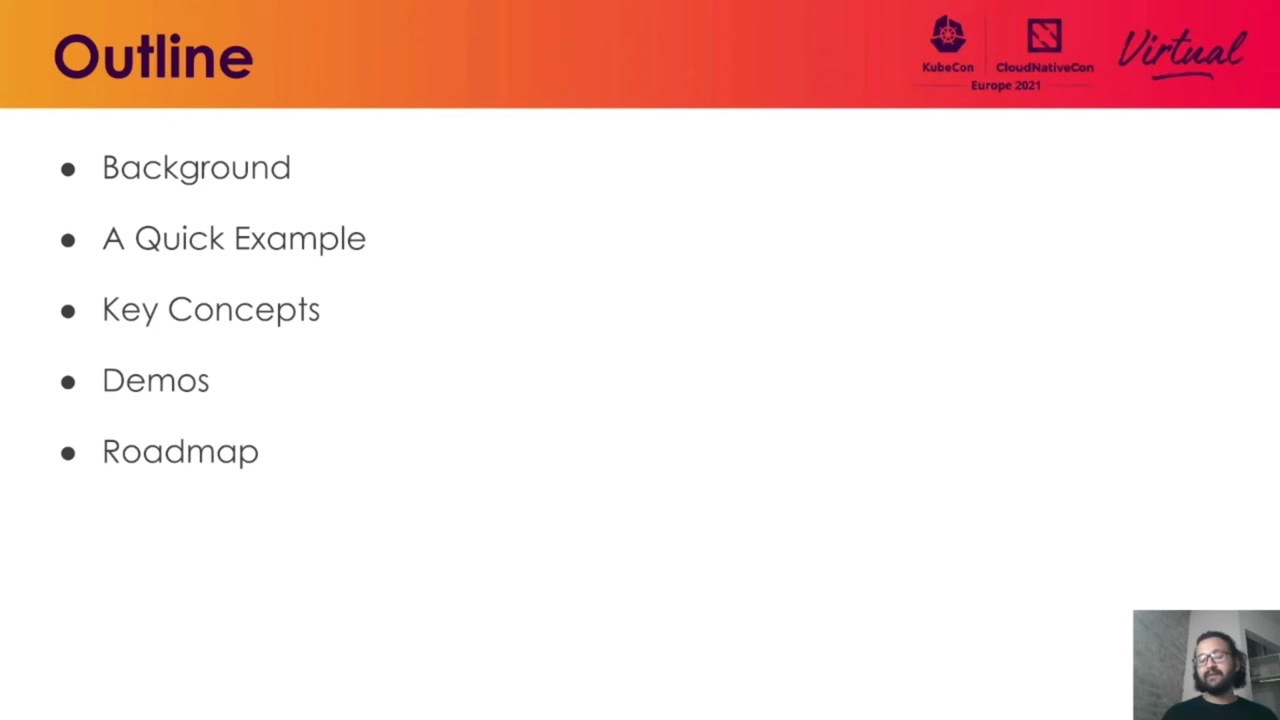 Outline
KubeCon
CloudNativeCon
Europe 2021
Virtual
● Background
● A Quick Example
● Key Concepts
● Demos
● Roadmap